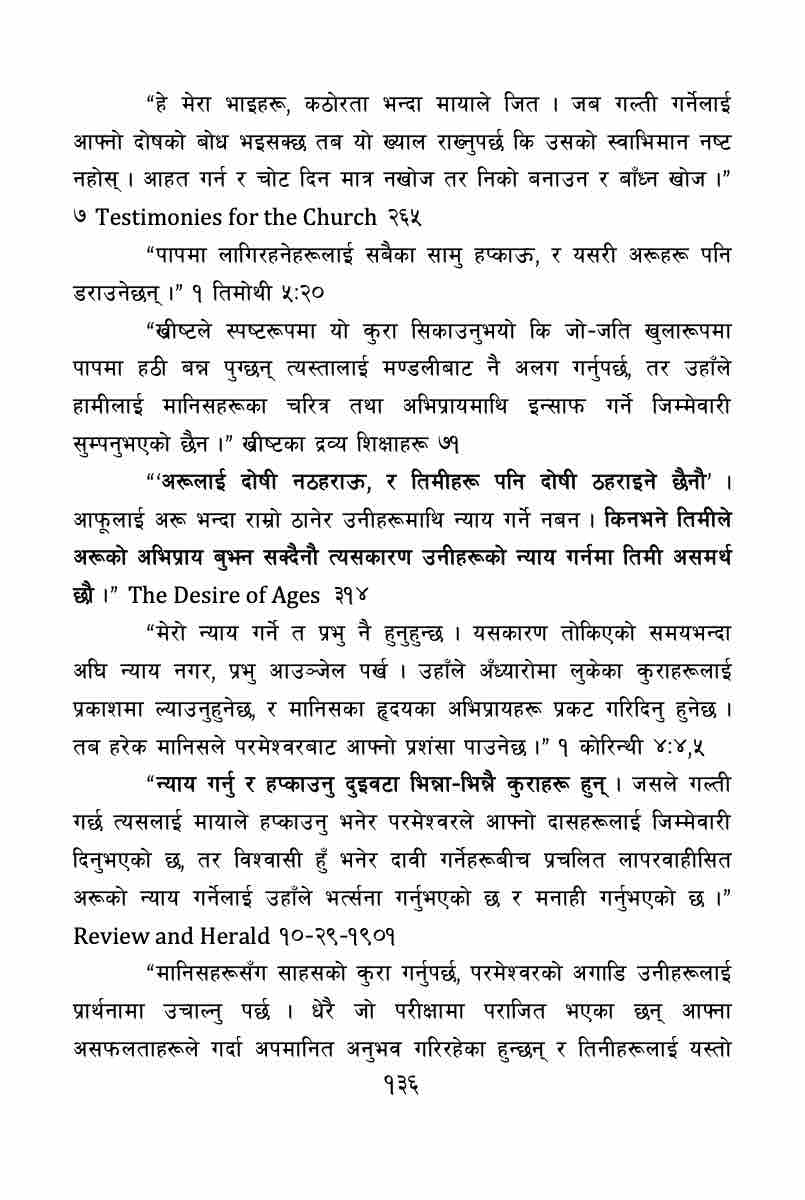 “हे मेरा भाइहरू, कठोरता भन्दा मायाले जित । जब गल्ती गर्नेलाई
आफ्नो दोषको बोध भइसक्छ तब यो ख्याल राख्नुपर्छ कि उसको स्वाभिमान नष्ट
नहोस् । आहत गर्न र चोट दिन मात्र नखोज तर निको बनाउन र बाँध्न खोज ।”
७ Testimonies for the Church २६५
“पापमा लागिरहनेहरूलाई सबैका सामु हप्काऊ, र यसरी अरूहरू पनि
डराउनेछन् ।” १ तिमोथी ५:२०
“ख्रीष्टले स्पष्टरूपमा यो कुरा सिकाउनुभयो कि जो-जति खुलारूपमा
पापमा हठी बन्न पुग्छन् त्यस्तालाई मण्डलीबाट नै अलग गर्नुपर्छ, तर उहाँले
हामीलाई मानिसहरूका चरित्र तथा अभिप्रायमाथि इन्साफ गर्ने जिम्मेवारी
सुम्पनुभएको छैन ।” ख्रीष्टका द्रव्य शिक्षाहरू ७१
“‘अरूलाई दोषी नठहराऊ, र तिमीहरू पनि दोषी ठहराइने छैनौ’ ।
आफूलाई अरू भन्दा राम्रो ठानेर उनीहरूमाथि न्याय गर्ने नबन । किनभने तिमीले
अरूको अभिप्राय बुझ्न सक्दैनौ त्यसकारण उनीहरूको न्याय गर्नमा तिमी असमर्थ
छौ ।” The Desire of Ages ३१४
“मेरो न्याय गर्ने त प्रभु नै हुनुहुन्छ । यसकारण तोकिएको समयभन्दा
अघि न्याय नगर, प्रभु आउञ्जेल पर्ख । उहाँले अँध्यारोमा लुकेका कुराहरूलाई
प्रकाशमा ल्याउनुहुनेछ, र मानिसका हृदयका अभिप्रायहरू प्रकट गरिदिनु हुनेछ ।
तब हरेक मानिसले परमेश्वरबाट आफ्नो प्रशंसा पाउनेछ ।” १ कोरिन्थी ४:४,५
“न्याय गर्नु र हप्काउनु दुइवटा भिन्ना-भिन्नै कुराहरू हुन् । जसले गल्ती
गर्छ त्यसलाई मायाले हप्काउनु भनेर परमेश्वरले आफ्नो दासहरूलाई जिम्मेवारी
दिनुभएको छ, तर विश्वासी हुँ भनेर दावी गर्नेहरूबीच प्रचलित लापरवाहीसित
अरूको न्याय गर्नेलाई उहाँले भर्त्सना गर्नुभएको छ र मनाही गर्नुभएको छ ।”
Review and Herald १०-२९-१९०१
“मानिसहरूसँग साहसको कुरा गर्नुपर्छ, परमेश्वरको अगाडि उनीहरूलाई
प्रार्थनामा उचाल्नु पर्छ । धेरै जो परीक्षामा पराजित भएका छन् आफ्ना
असफलताहरूले गर्दा अपमानित अनुभव गरिरहेका हुन्छन् र तिनीहरूलाई यस्तो
१३६